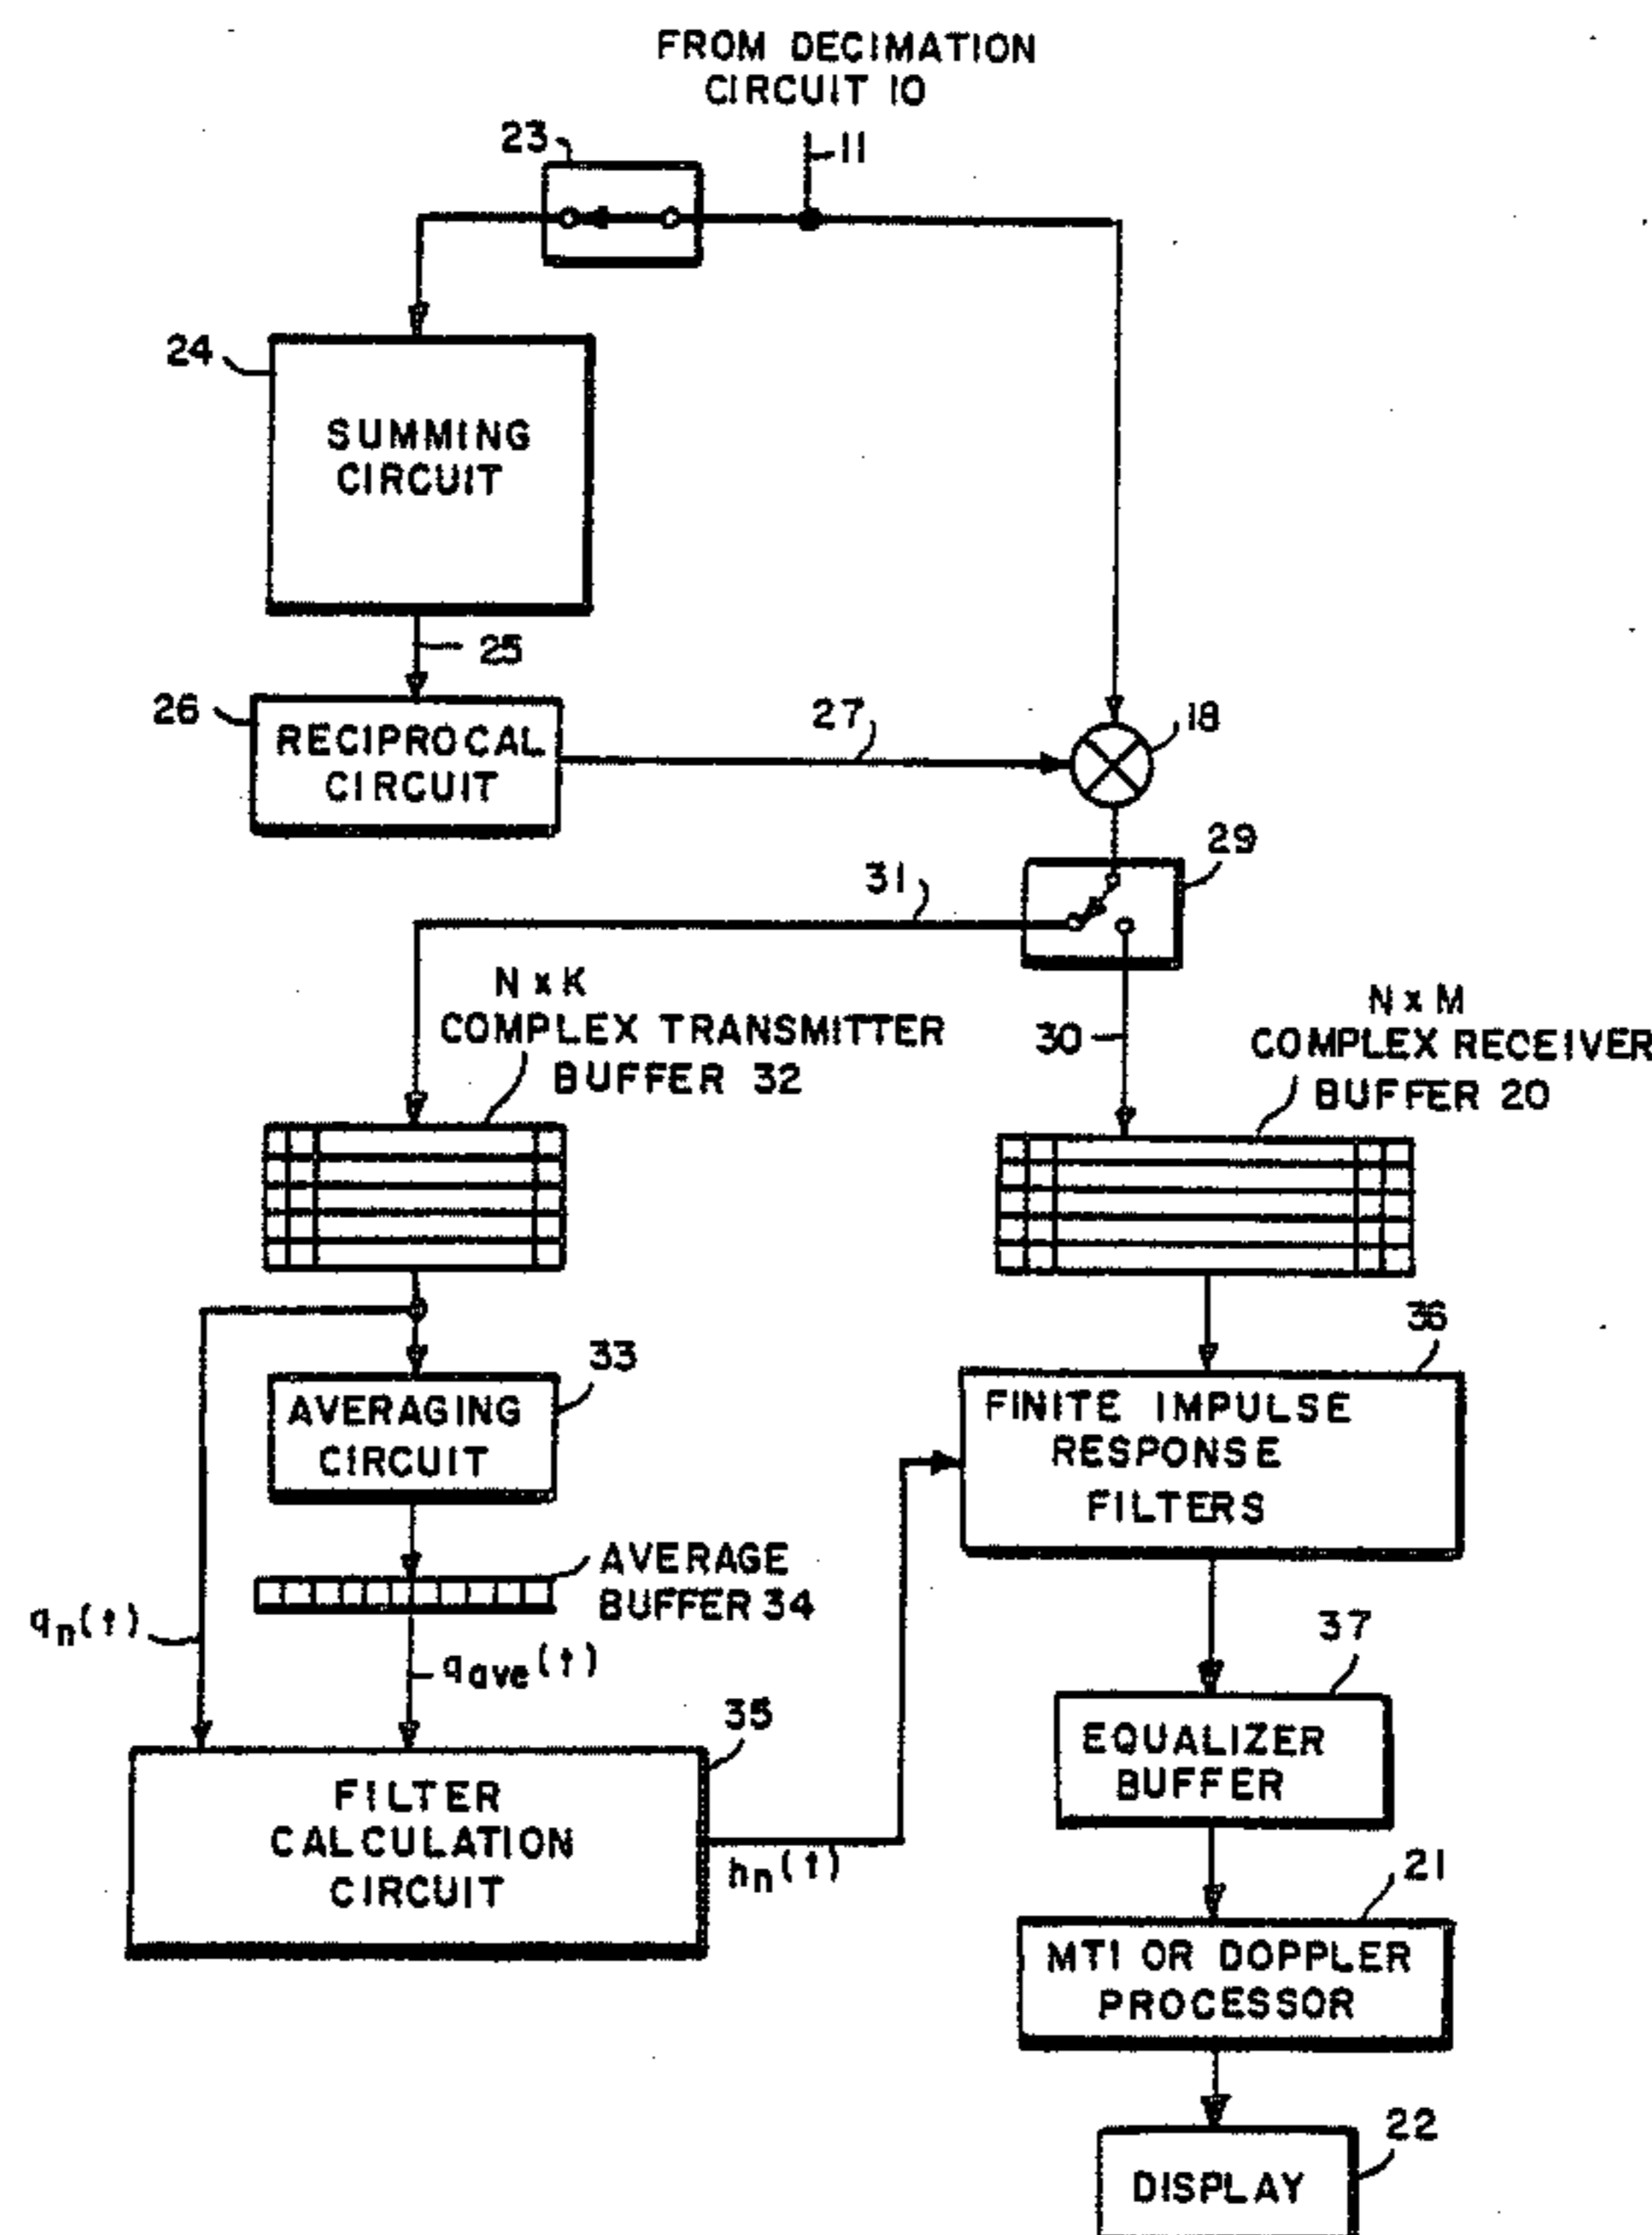 FROM DECIMATION
CIRCUIT 10
23
11
24
SUMMING
CIRCUIT
25
26
RECIPROCAL
CIRCUIT
27
18
29
31
N x K
COMPLEX TRANSMITTER
BUFFER 32
30
N x M
COMPLEX RECEIVER
BUFFER 20
33
AVERAGING
CIRCUIT
36
FINITE IMPULSE
RESPONSE
FILTERS
AVERAGE
BUFFER 34
qn(t)
qave(t)
37
EQUALIZER
BUFFER
35
FILTER
CALCULATION
CIRCUIT
hn(t)
21
MTI OR DOPPLER
PROCESSOR
22
DISPLAY